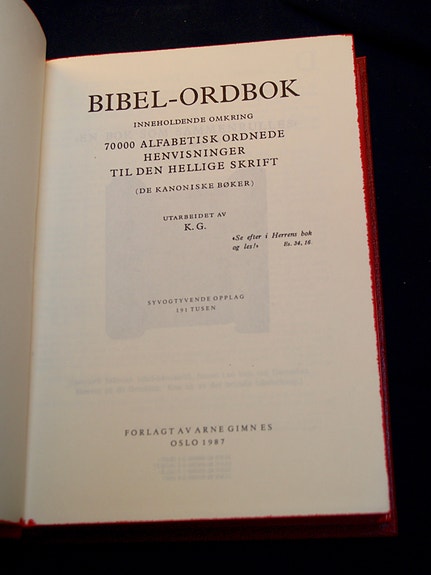 BIBEL-ORDBOK
INNEHOLDENDE OMKRING
70000 ALFABETISK ORDNEDE
HENVISNINGER
TIL DEN HELLIGE SKRIFT
(DE KANONISKE BØKER)
UTARBEIDET AV
K. G.
«Se efter i Herrens bok
og les!» Es. 34, 16
SYVOGTYVENDE OPPLAG
191 TUSEN
FORLAGT AV ARNE GIMNES
OSLO 1987